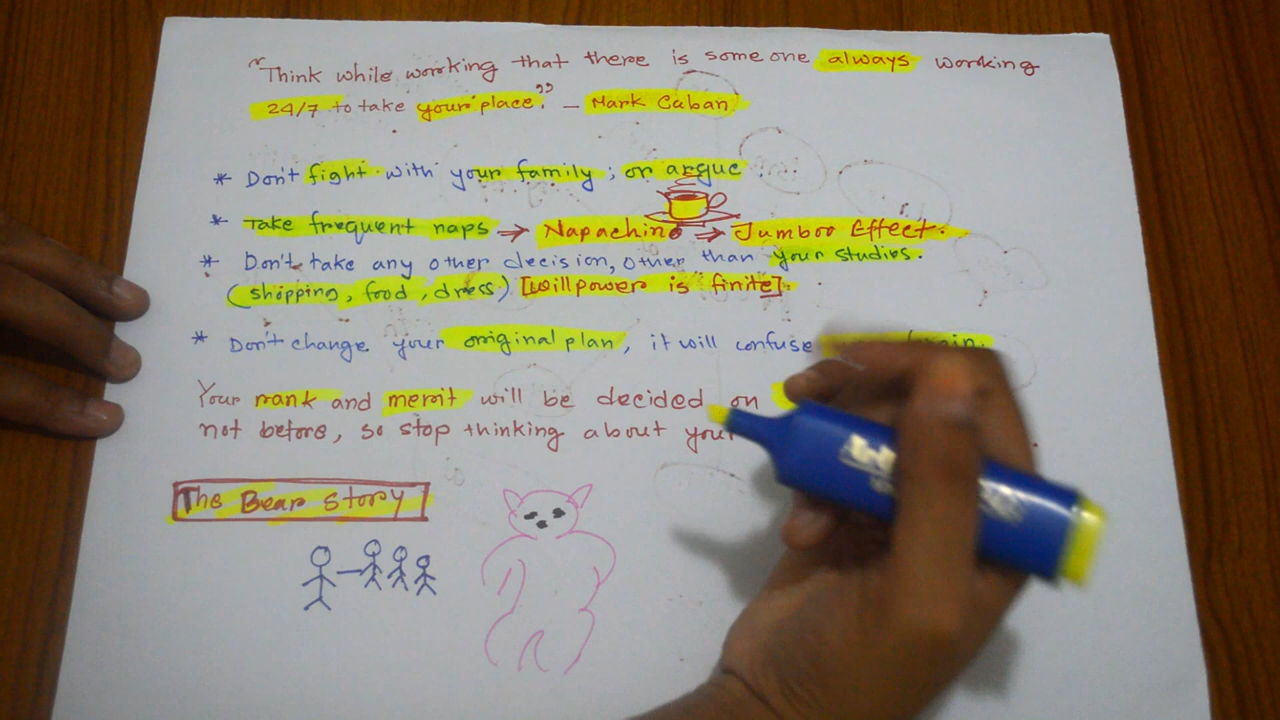 "Think while working that there is some one always working
24/7 to take your place." – Mark Cuban
* Don't fight with your family; or argue
* Take frequent naps → Napachino → Jumboo Effect.
* Don't take any other decision, other than your studies.
(shopping, food, dress) [willpower is finite].
* Don't change your original plan, it will confuse
Your rank and merit will be decided on
not before, so stop thinking about your
The Bear Story